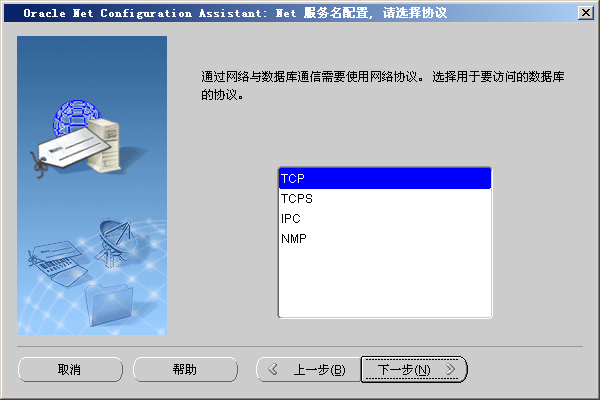 Oracle Net Configuration Assistant: Net 服务名配置, 请选择协议
通过网络与数据库通信需要使用网络协议。 选择用于要访问的数据库
的协议。
TCP
TCPS
IPC
NMP
取消
帮助
上一步(B)
下一步(N)